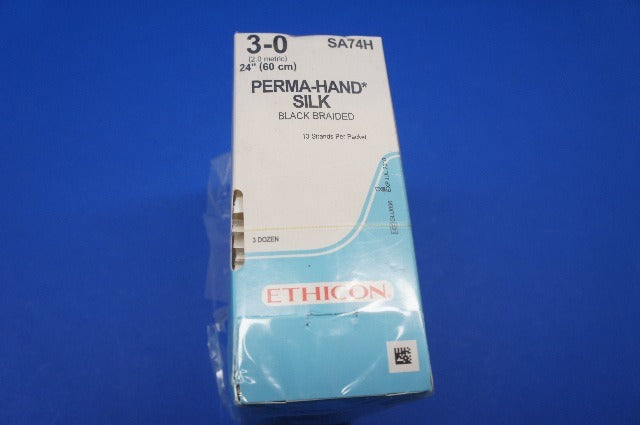 3-0
SA74H
(2.0 metric)
24" (60 cm)
PERMA-HAND*
SILK
BLACK BRAIDED
13 Strands Per Packet
3 DOZEN
ETHICON